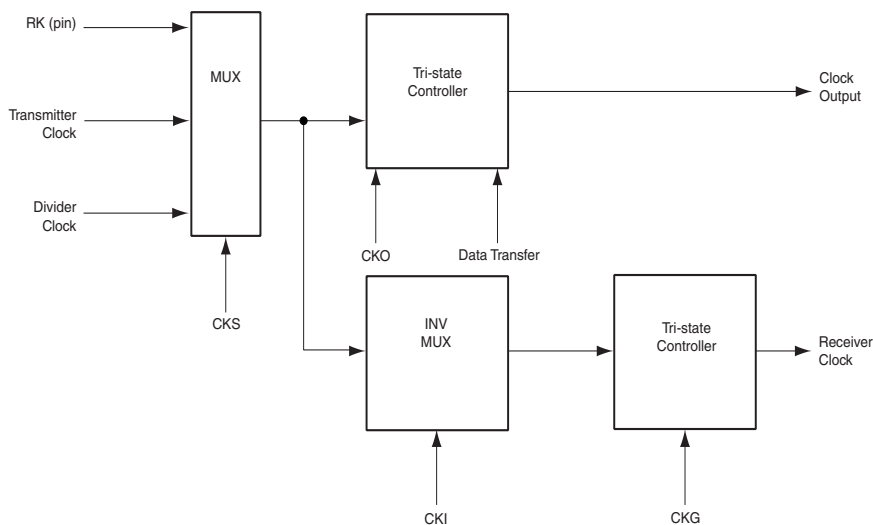 RK (pin)
MUX
Tri-state
Controller
Clock
Output
Transmitter
Clock
Divider
Clock
CKO
Data Transfer
CKS
INV
MUX
Tri-state
Controller
Receiver
Clock
CKI
CKG